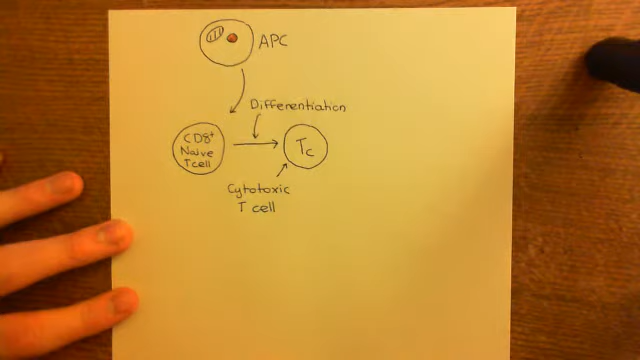 APC
Differentiation
CD8⁺
Naive
T cell
Tc
Cytotoxic
T cell